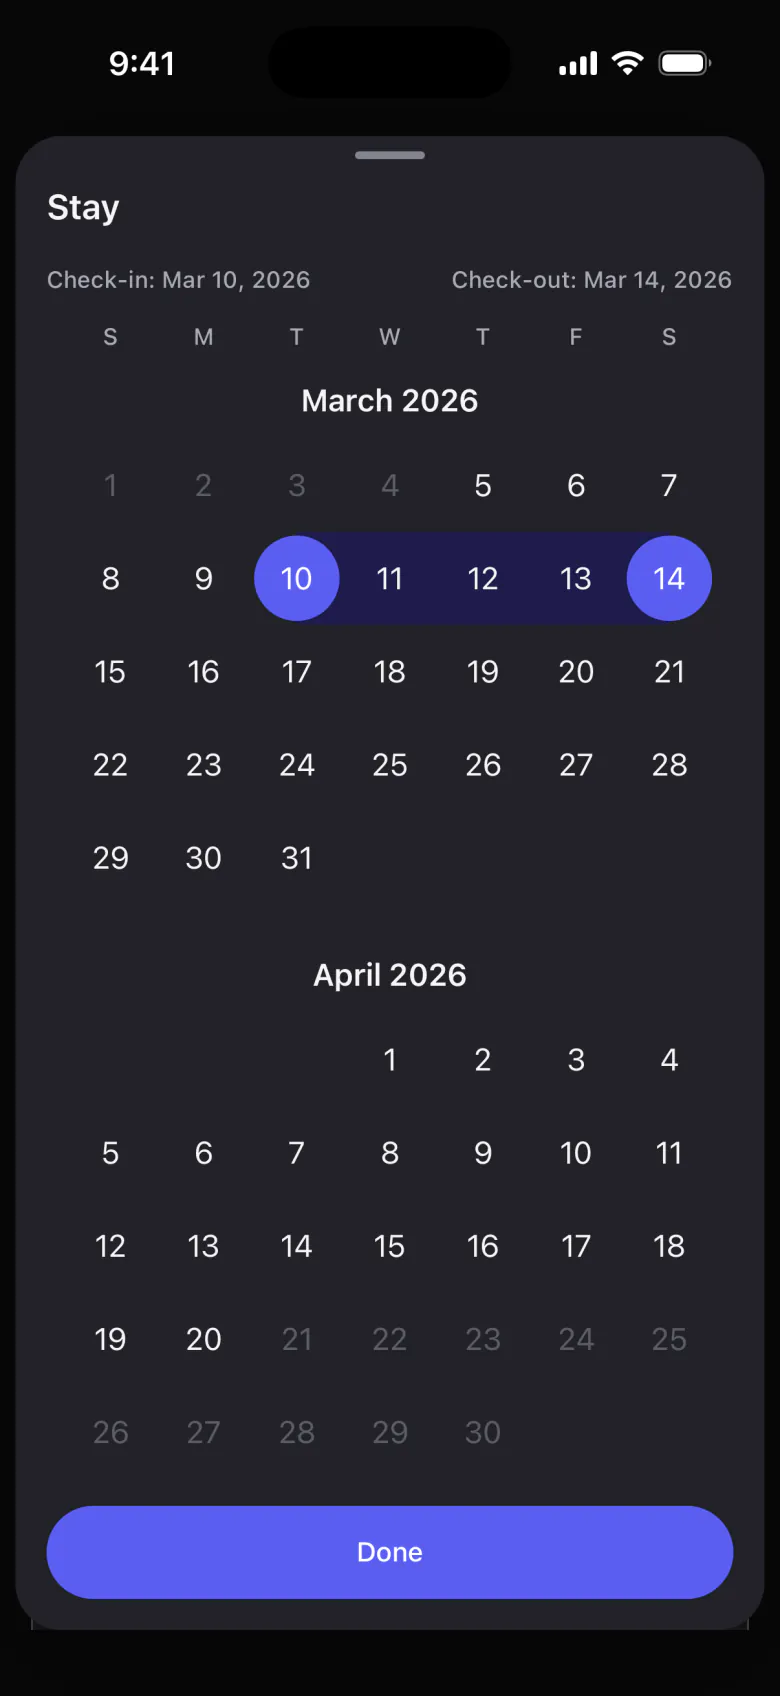 9:41
Stay
Check-in: Mar 10, 2026 Check-out: Mar 14, 2026
S M T W T F S
March 2026
1 2 3 4 5 6 7
8 9 10 11 12 13 14
15 16 17 18 19 20 21
22 23 24 25 26 27 28
29 30 31
April 2026
1 2 3 4
5 6 7 8 9 10 11
12 13 14 15 16 17 18
19 20 21 22 23 24 25
26 27 28 29 30
Done